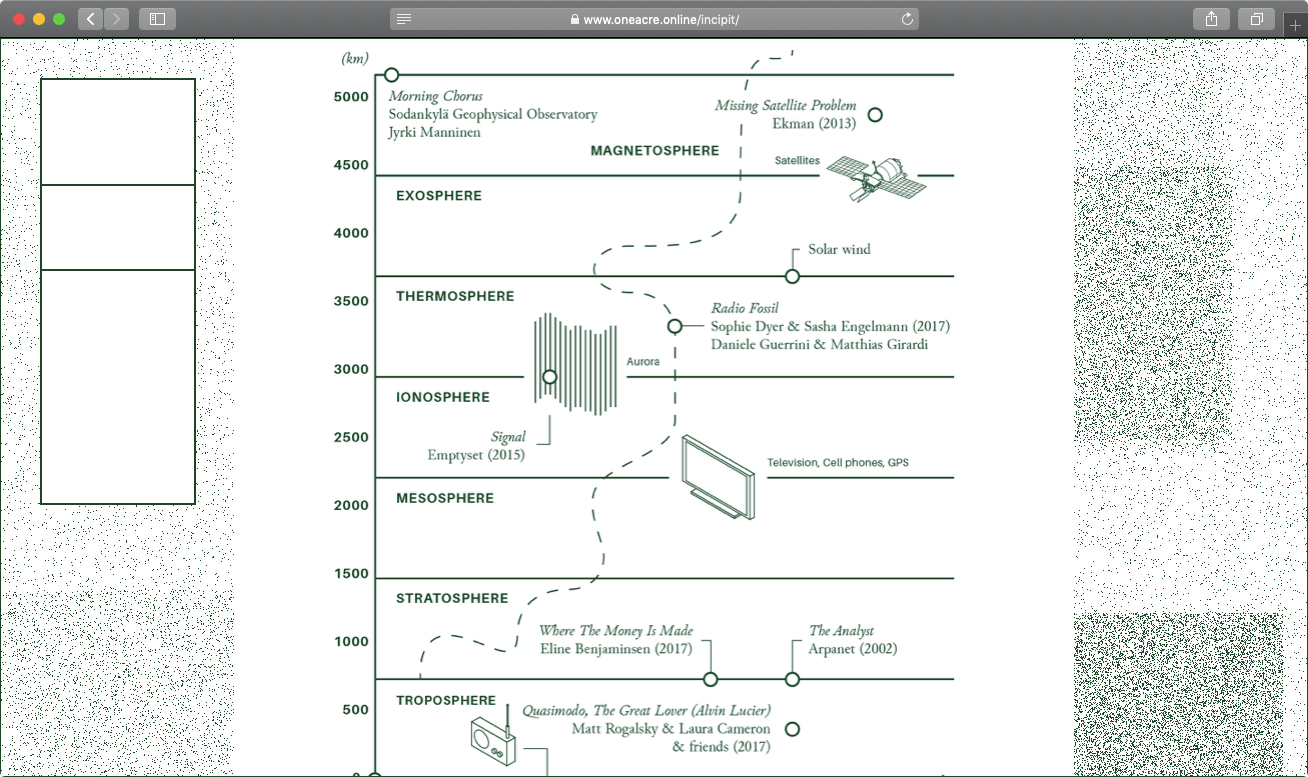 www.oneacre.online/incipit/
(km)
5000
Morning Chorus
Sodankylä Geophysical Observatory
Jyrki Manninen
Missing Satellite Problem
Ekman (2013)
MAGNETOSPHERE
Satellites
4500
EXOSPHERE
4000
Solar wind
3500
THERMOSPHERE
Radio Fossil
Sophie Dyer & Sasha Engelmann (2017)
Daniele Guerrini & Matthias Girardi
Aurora
3000
IONOSPHERE
2500
Signal
Emptyset (2015)
Television, Cell phones, GPS
2000
MESOSPHERE
1500
STRATOSPHERE
1000
Where The Money Is Made
Eline Benjaminsen (2017)
The Analyst
Arpanet (2002)
TROPOSPHERE
500
Quasimodo, The Great Lover (Alvin Lucier)
Matt Rogalsky & Laura Cameron
& friends (2017)